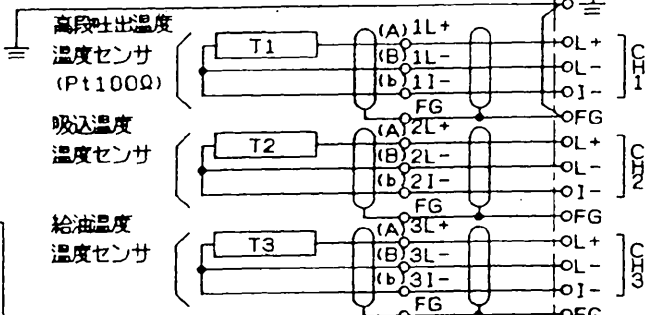 高段吐出温度
温度センサ
(Pt100Ω)
T1
(A) 1L+
(B) 1L-
(b) 1I-
FG
L+
L-
I-
FG
CH1
吸込温度
温度センサ
T2
(A) 2L+
(B) 2L-
(b) 2I-
FG
L+
L-
I-
FG
CH2
給油温度
温度センサ
T3
(A) 3L+
(B) 3L-
(b) 3I-
FG
L+
L-
I-
FG
CH3